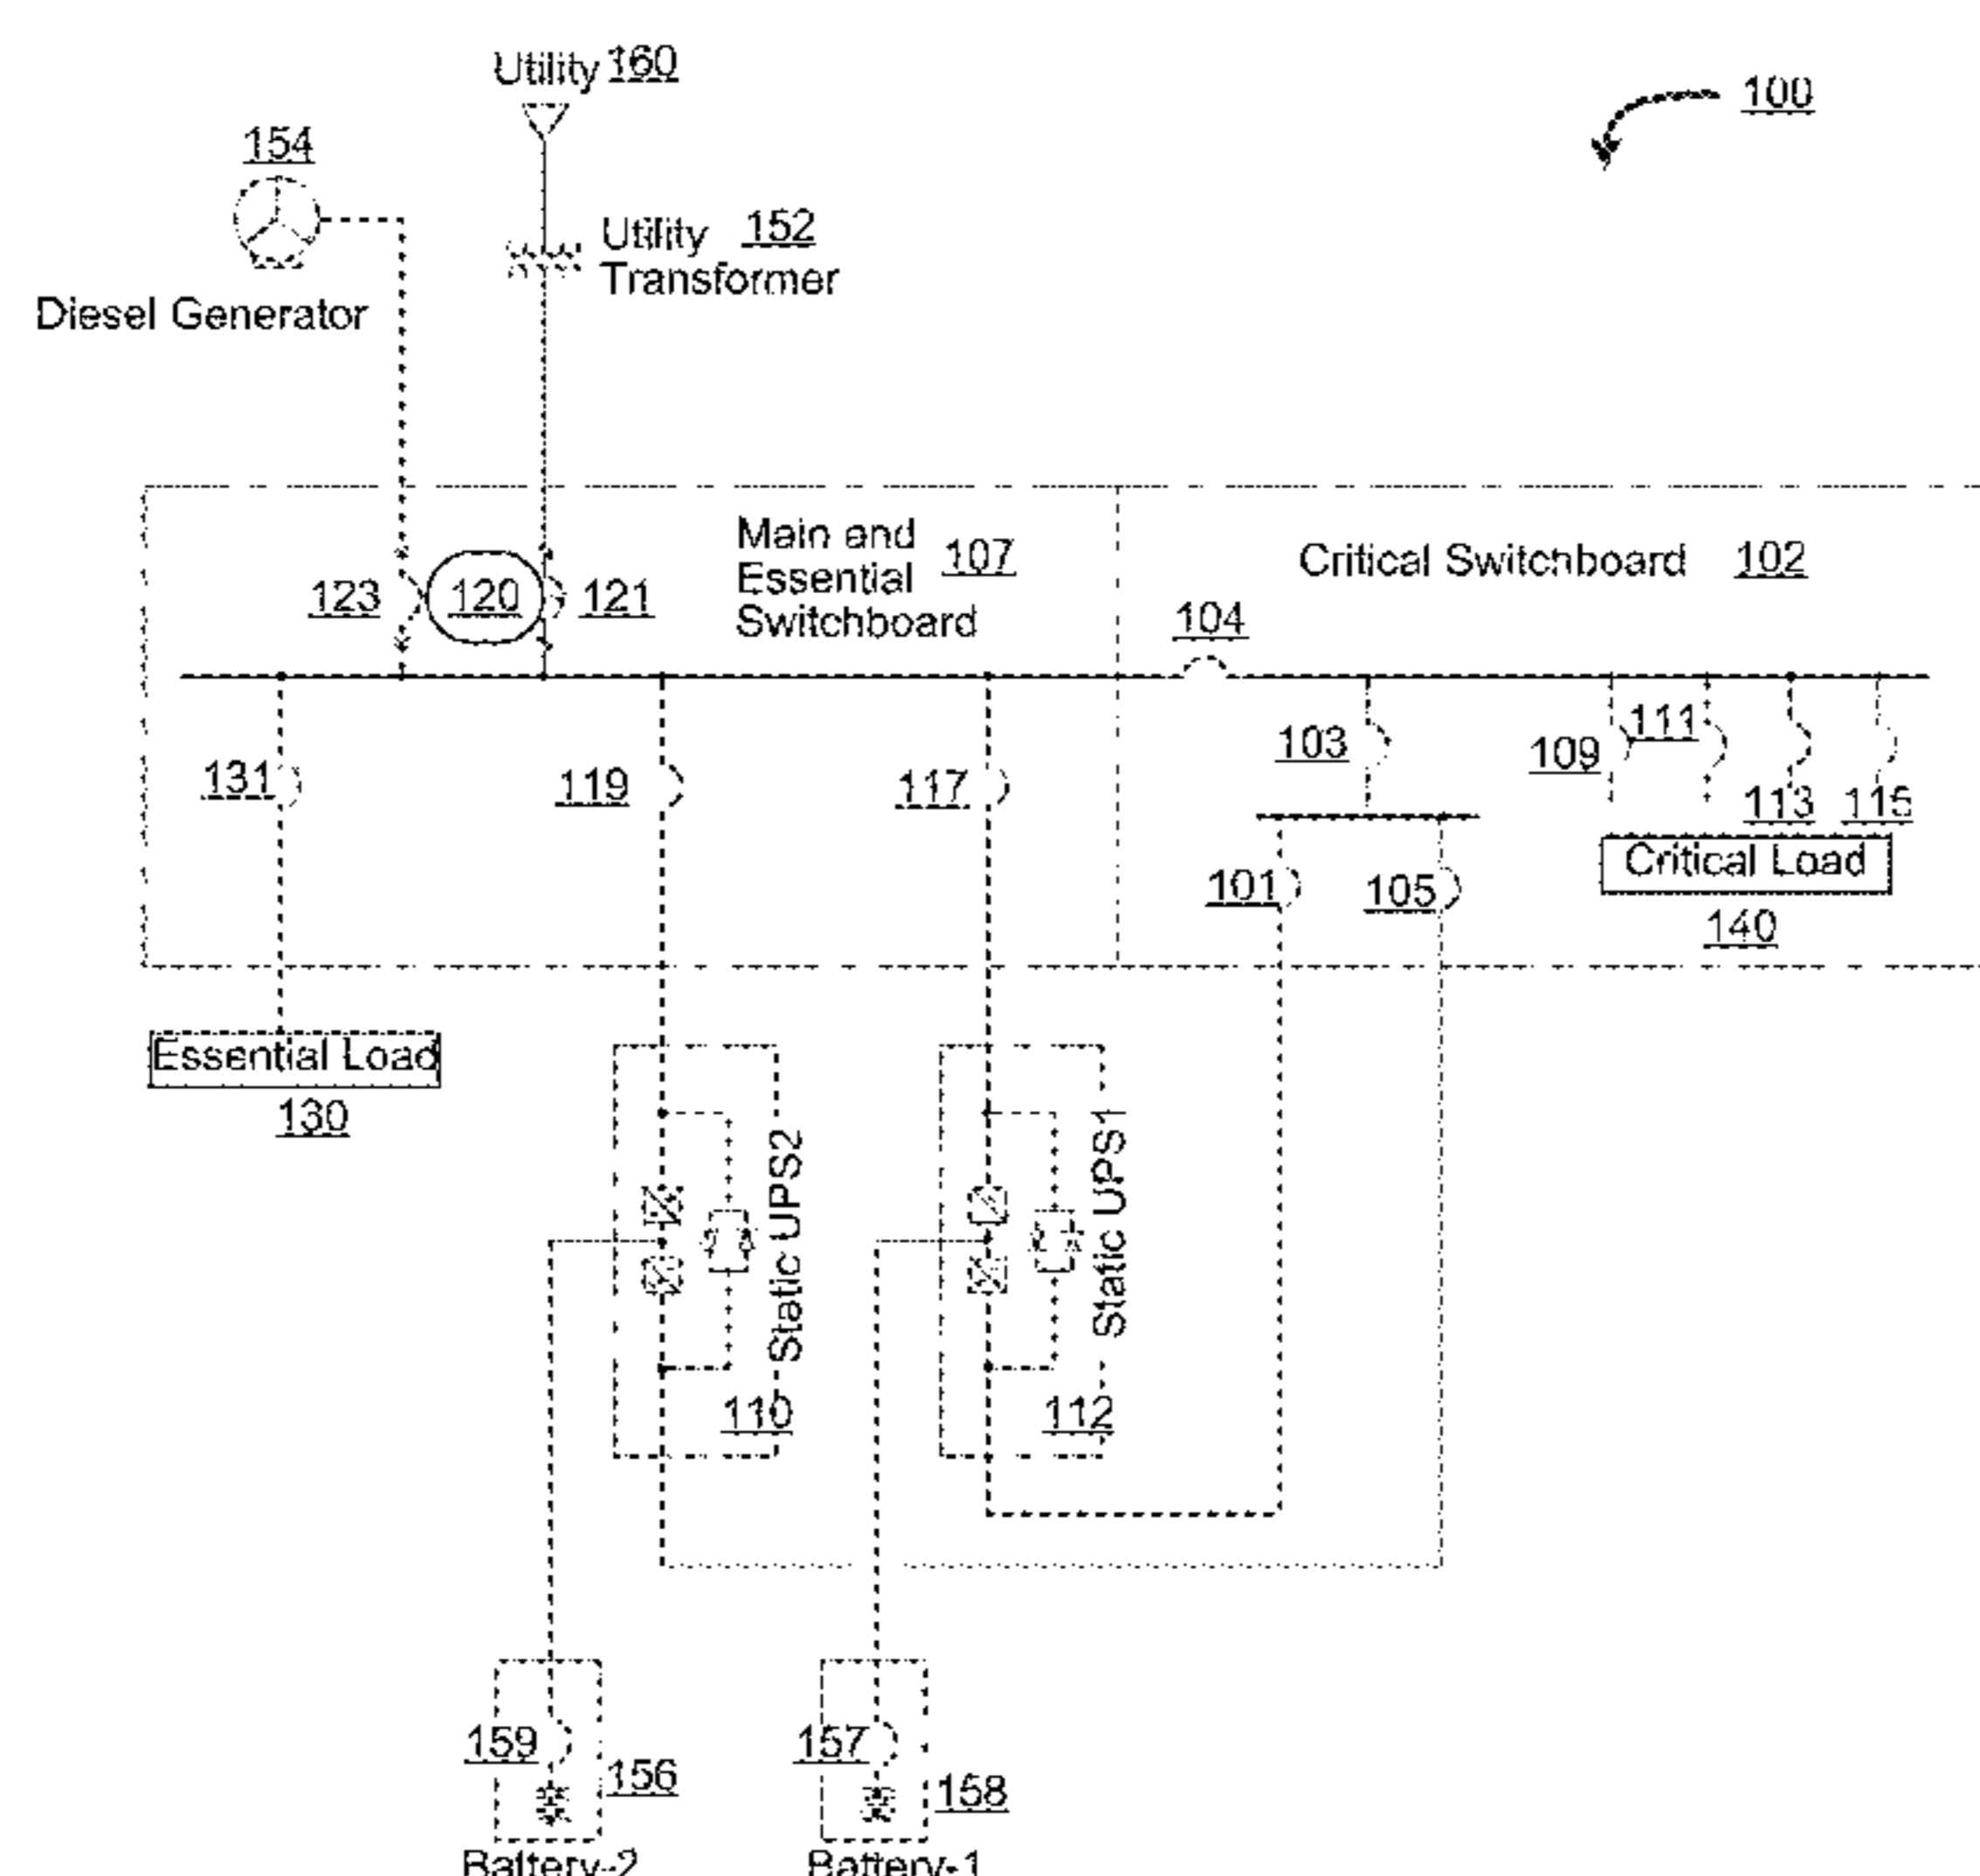 Utility 160
100
154
Utility 152
Transformer
Diesel Generator
Main and 107
Essential
Switchboard
Critical Switchboard 102
123
120
121
104
131
119
117
103
109
111
113
115
101
105
Critical Load
140
Essential Load
130
Static UPS2
Static UPS1
110
112
159
156
157
158
Battery-2
Battery-1